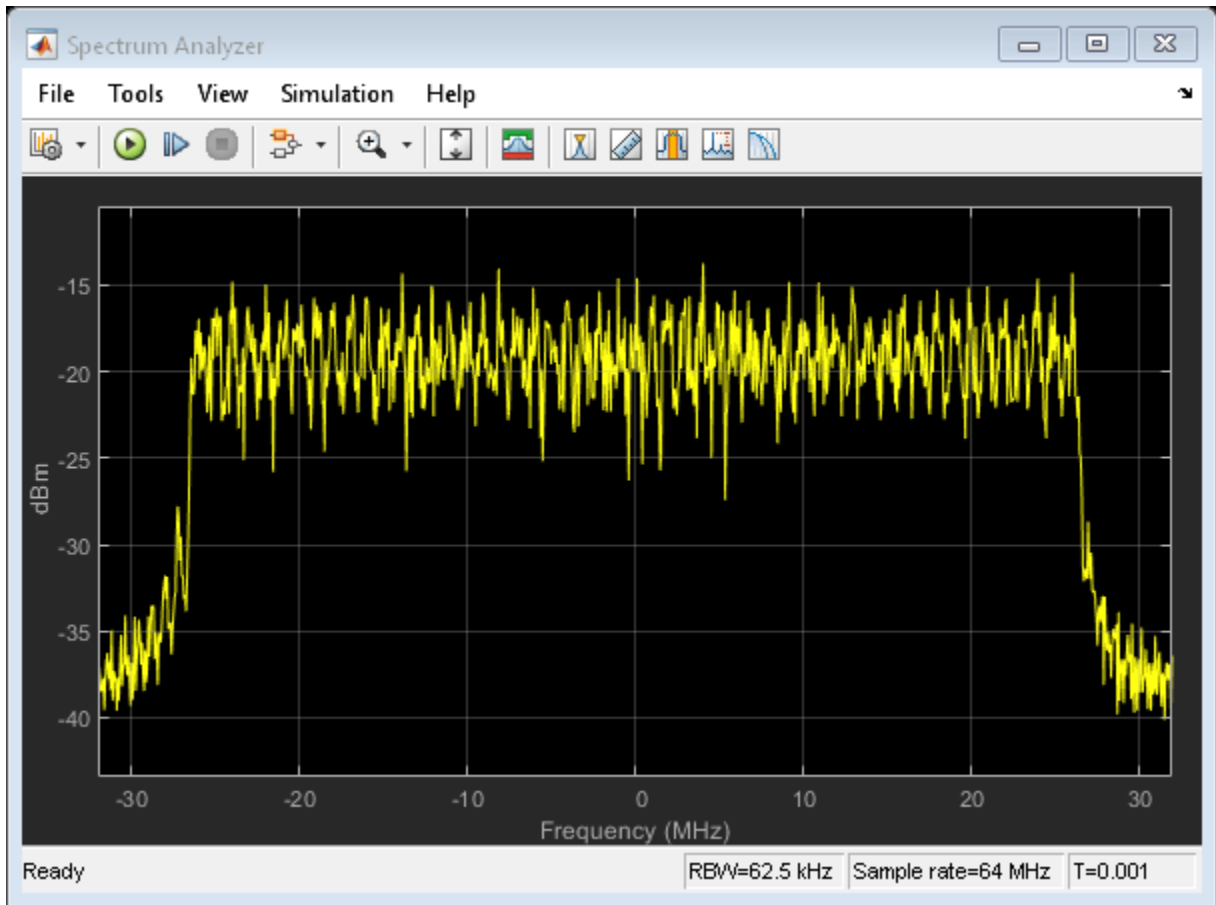 Spectrum Analyzer
File Tools View Simulation Help
-15
-20
-25
-30
-35
-40
dBm
-30 -20 -10 0 10 20 30
Frequency (MHz)
Ready RBW=62.5 kHz Sample rate=64 MHz T=0.001